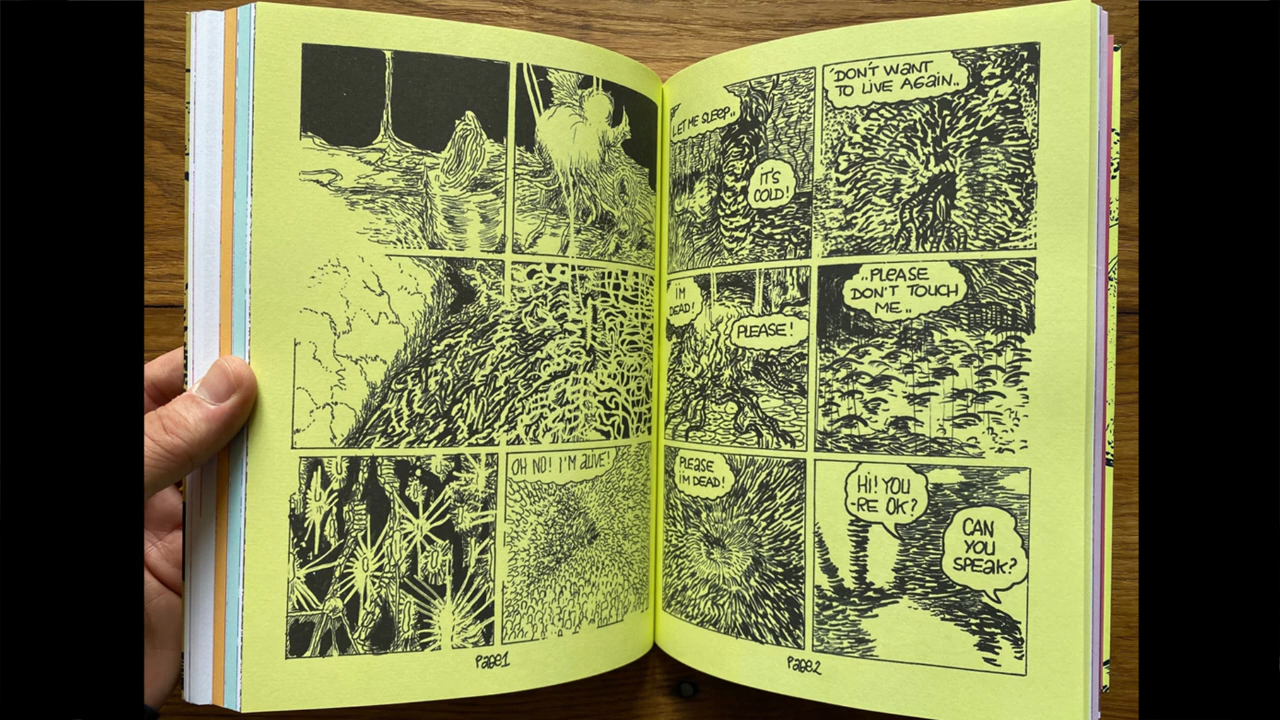 OH NO! I'M ALIVE!
PAGE1
LET ME SLEEP..
IT'S
COLD!
'DON'T WANT
TO LIVE AGAIN..
I'M
DEAD!
PLEASE!
..PLEASE
DON'T TOUCH
ME..
PLEASE
I'M DEAD!
Hi! YOU
-RE OK?
CAN
YOU
SPEAK?
PAGE2